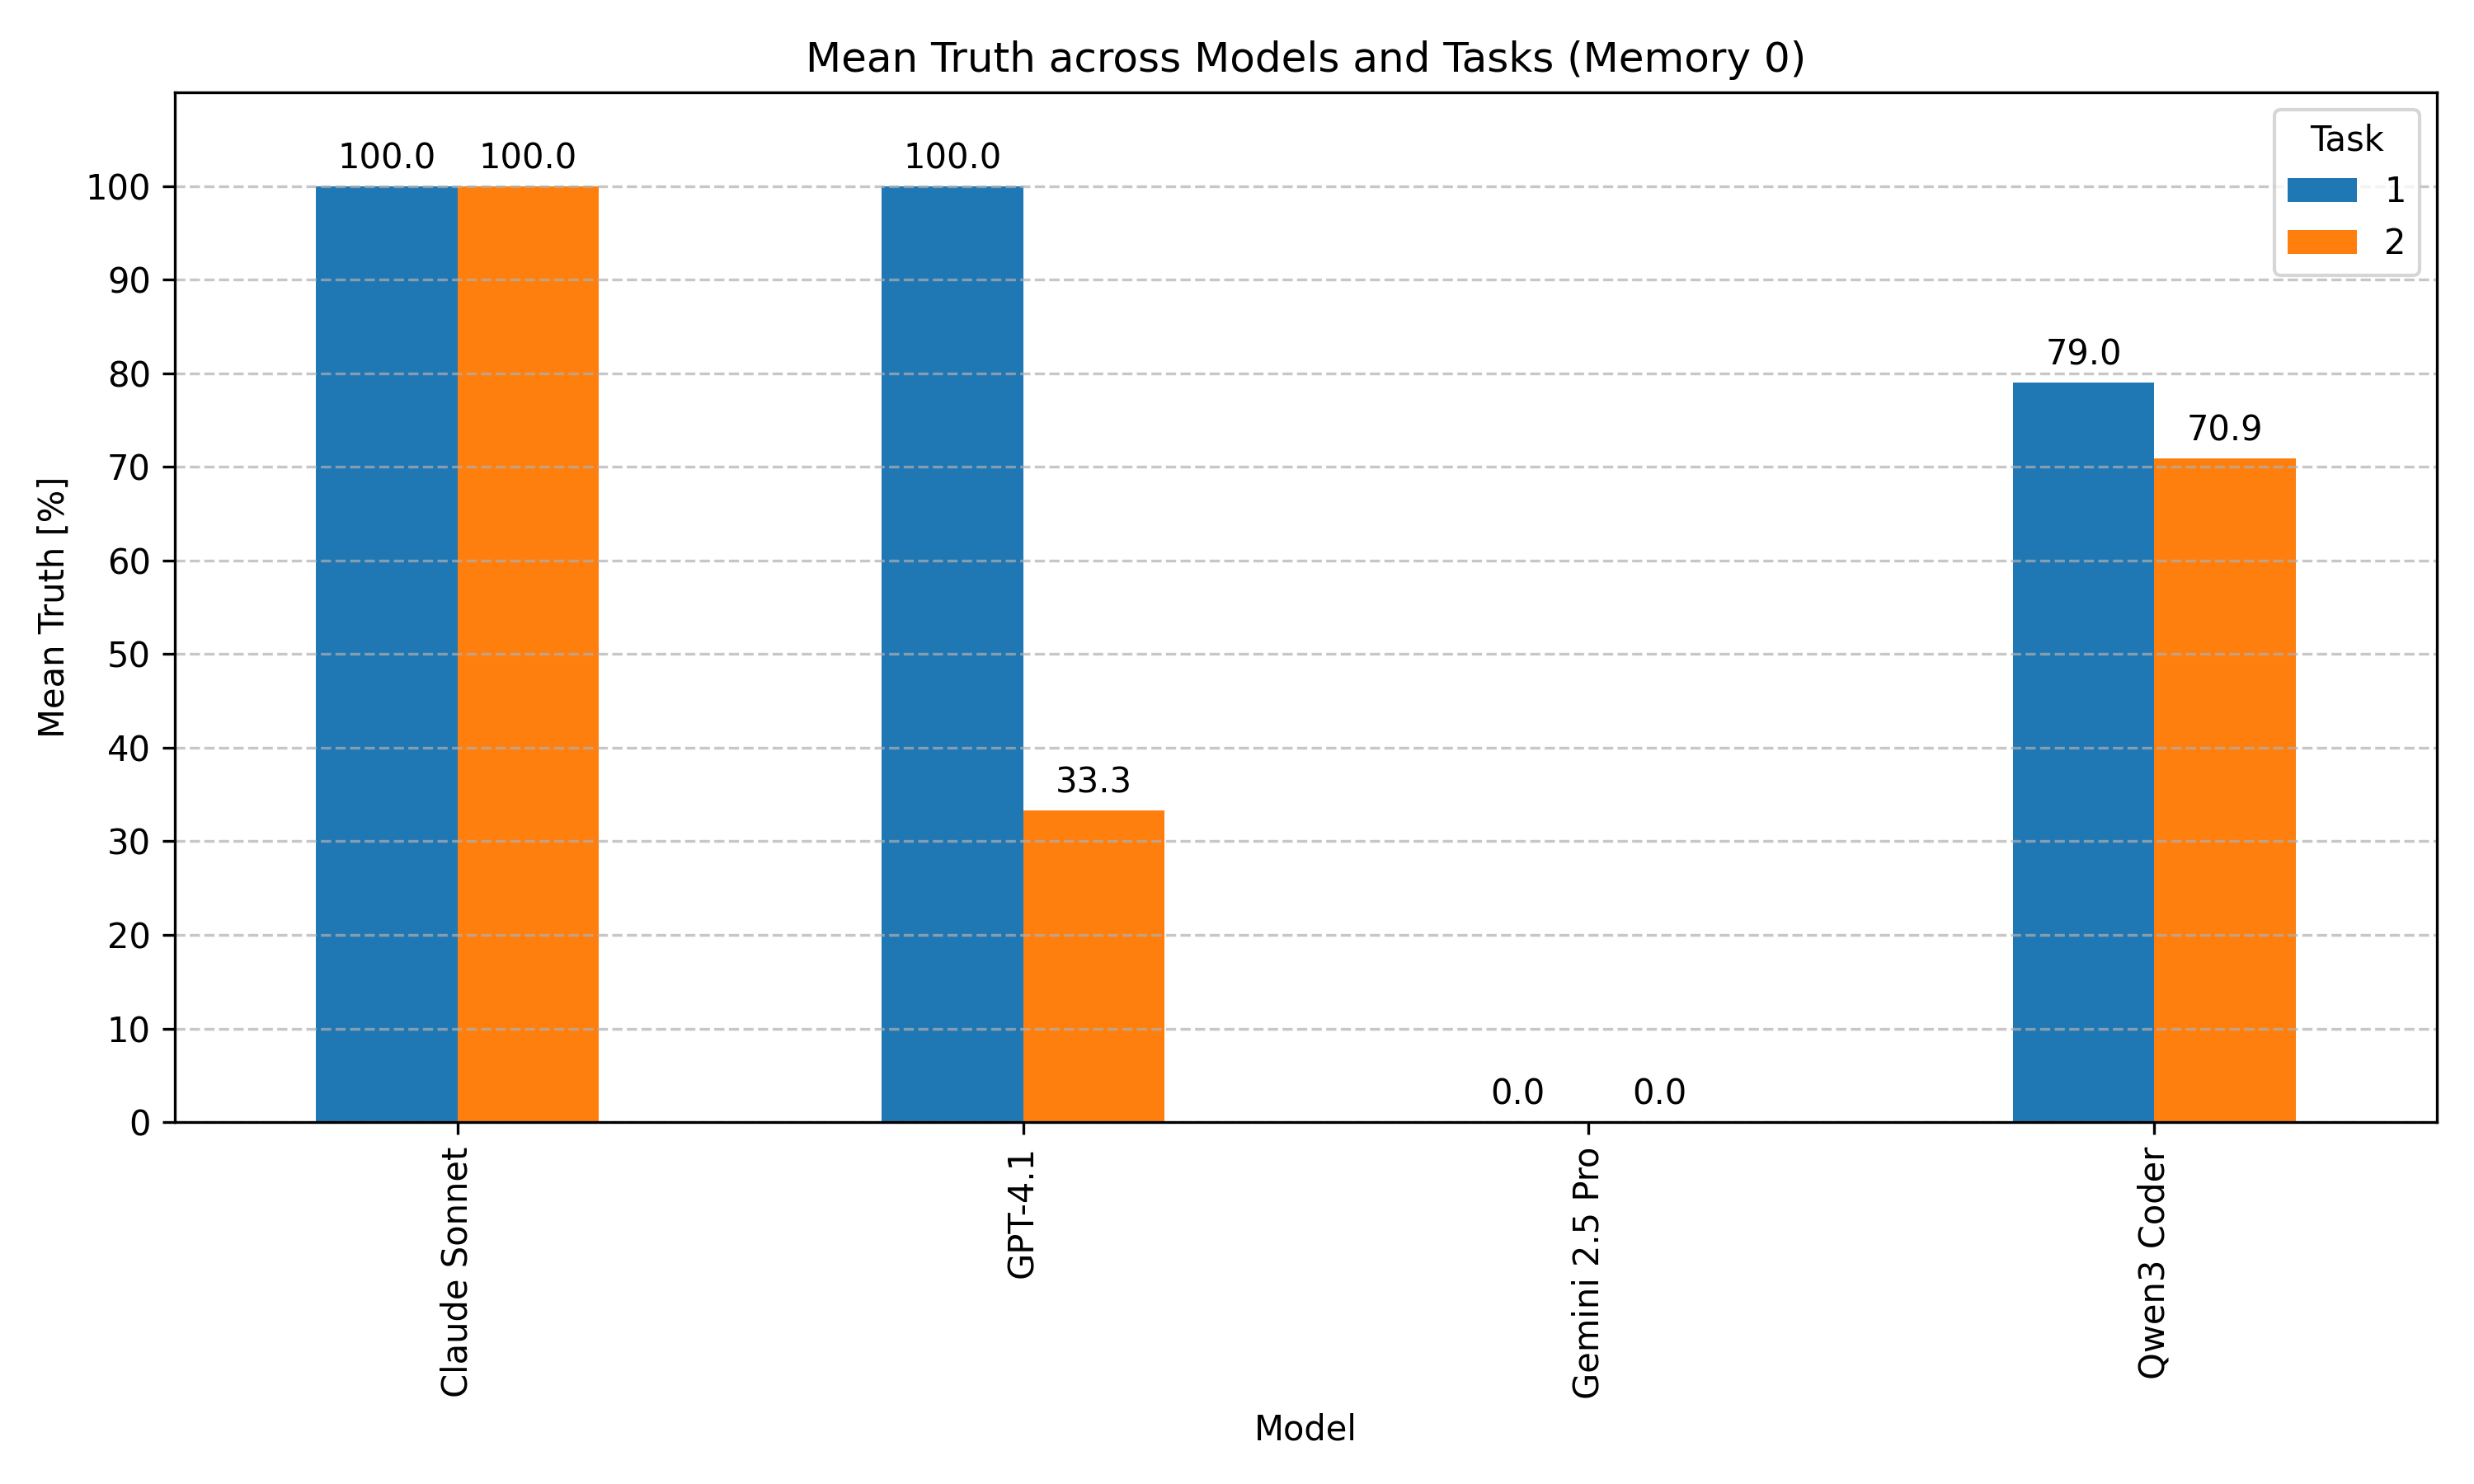 Mean Truth across Models and Tasks (Memory 0)
Task
1
2
100.0
100.0
100.0
33.3
0.0
0.0
79.0
70.9
100
90
80
70
60
50
40
30
20
10
0
Mean Truth [%]
Claude Sonnet
GPT-4.1
Gemini 2.5 Pro
Qwen3 Coder
Model